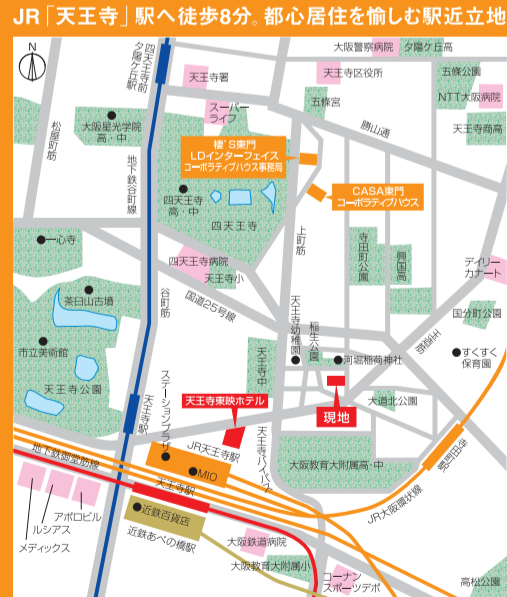 JR「天王寺」駅へ徒歩8分。都心居住を愉しむ駅近立地
N
四天王寺前
夕陽ケ丘駅
大阪警察病院
夕陽ケ丘高
天王寺署
天王寺区役所
五條公園
NTT大阪病院
スーパー
ライフ
五條宮
大阪星光学院
高・中
勝山通
天王寺商高
松屋町筋
地下鉄谷町線
棲'S東門
LDインターフェイス
コーポラティブハウス事務局
CASA東門
コーポラティブハウス
四天王寺
高・中
四天王寺
上町筋
寺田町公園
興国高
一心寺
四天王寺病院
天王寺小
デイリー
カナート
茶臼山古墳
国道25号線
谷町筋
天王寺幼稚園
稲生公園
国分町公園
玉造筋
市立美術館
天王寺公園
天王寺中
河堀稲荷神社
すくすく
保育園
ステーションプラザ
天王寺駅
天王寺東映ホテル
現地
大道北公園
JR天王寺駅
天王寺バイパス
寺田町駅
大阪教育大附属高・中
地下鉄御堂筋線
MIO
天王寺駅
JR大阪環状線
近鉄百貨店
近鉄あべの橋駅
アポロビル
ルシアス
メディックス
大阪鉄道病院
大阪教育大附属小
コーナン
スポーツデポ
高松公園